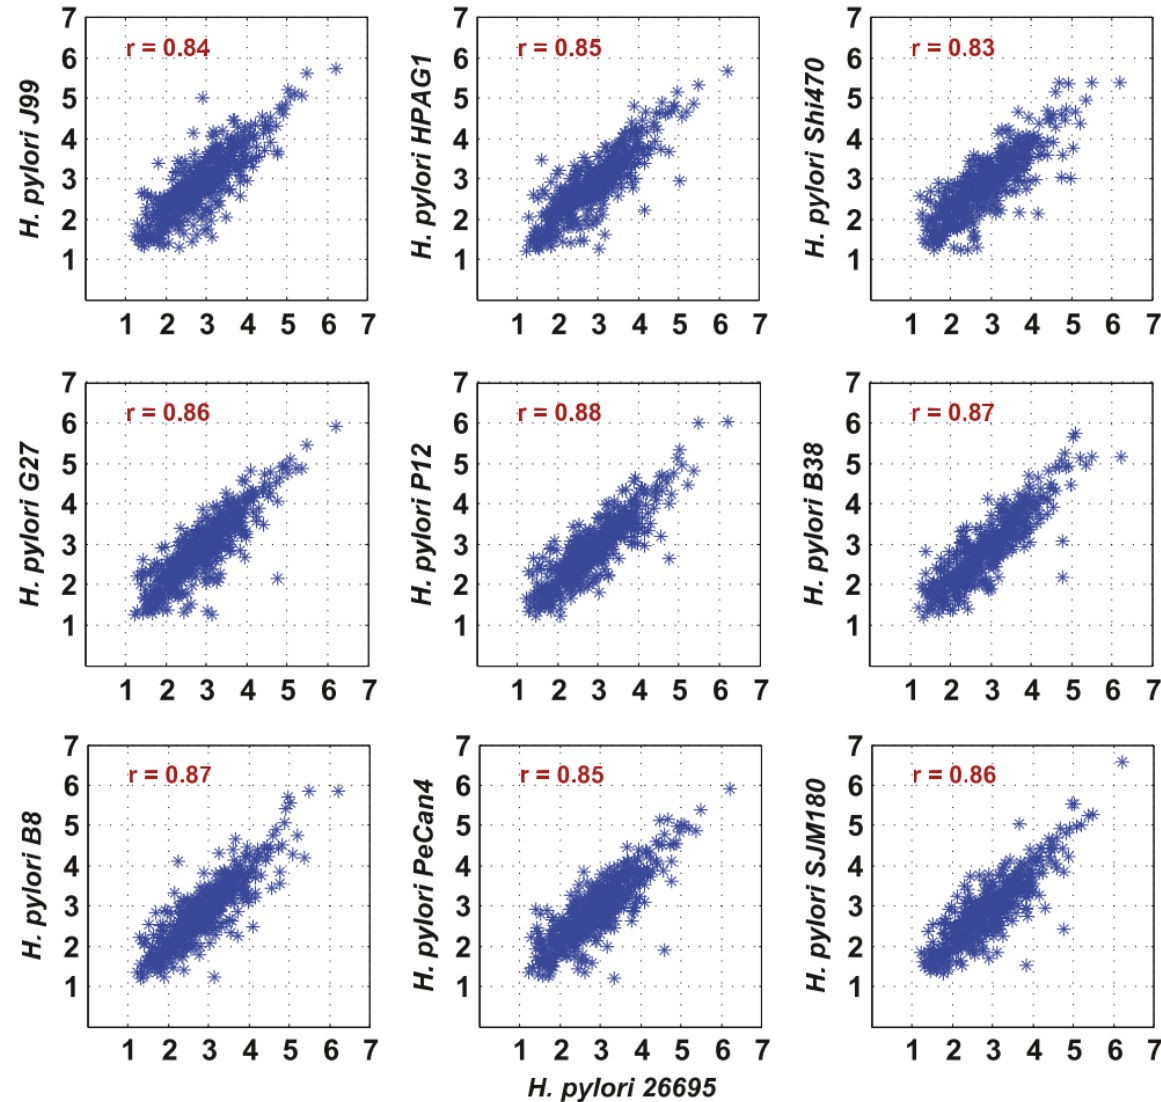 7
6
5
4
3
2
1
r = 0.84
H. pylori J99
1 2 3 4 5 6 7
7
6
5
4
3
2
1
r = 0.85
H. pylori HPAG1
1 2 3 4 5 6 7
7
6
5
4
3
2
1
r = 0.83
H. pylori Shi470
1 2 3 4 5 6 7
7
6
5
4
3
2
1
r = 0.86
H. pylori G27
1 2 3 4 5 6 7
7
6
5
4
3
2
1
r = 0.88
H. pylori P12
1 2 3 4 5 6 7
7
6
5
4
3
2
1
r = 0.87
H. pylori B38
1 2 3 4 5 6 7
7
6
5
4
3
2
1
r = 0.87
H. pylori B8
1 2 3 4 5 6 7
7
6
5
4
3
2
1
r = 0.85
H. pylori PeCan4
1 2 3 4 5 6 7
7
6
5
4
3
2
1
r = 0.86
H. pylori SJM180
1 2 3 4 5 6 7
H. pylori 26695